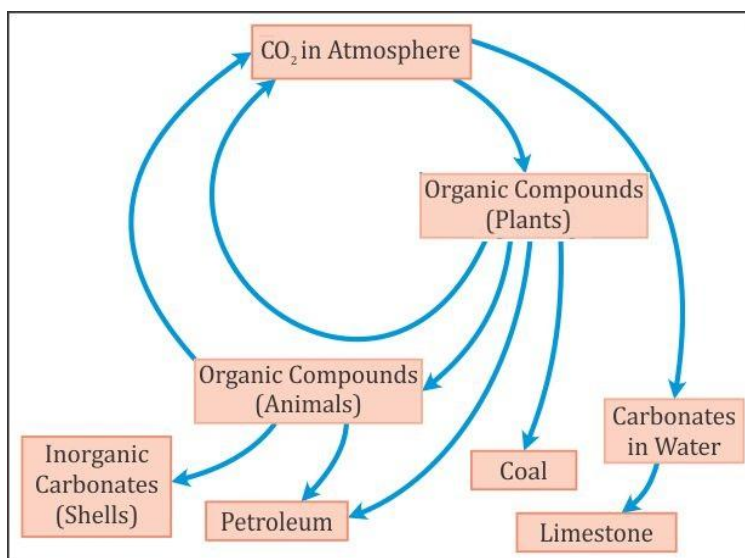 CO₂ in Atmosphere
Organic Compounds
(Plants)
Organic Compounds
(Animals)
Carbonates
in Water
Inorganic
Carbonates
(Shells)
Coal
Petroleum
Limestone